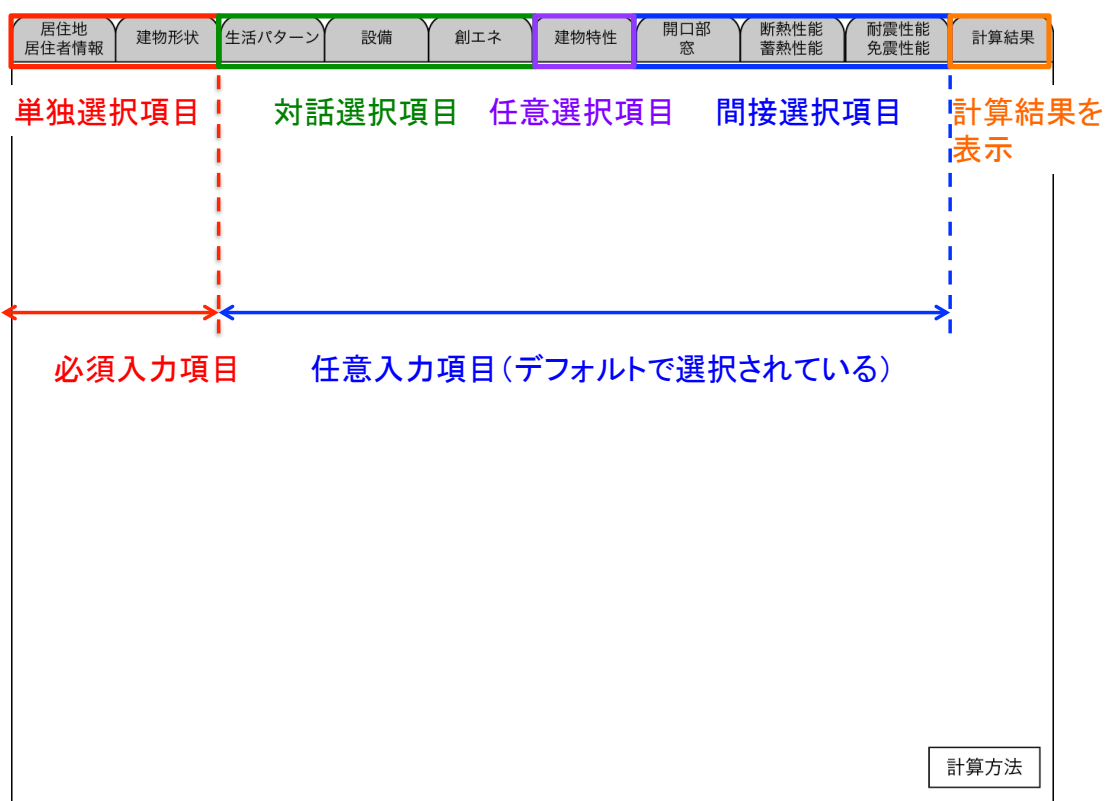 居住地
居住者情報
建物形状
生活パターン
設備
創エネ
建物特性
開口部
窓
断熱性能
蓄熱性能
耐震性能
免震性能
計算結果
単独選択項目
対話選択項目
任意選択項目
間接選択項目
計算結果を
表示
必須入力項目
任意入力項目（デフォルトで選択されている）
計算方法